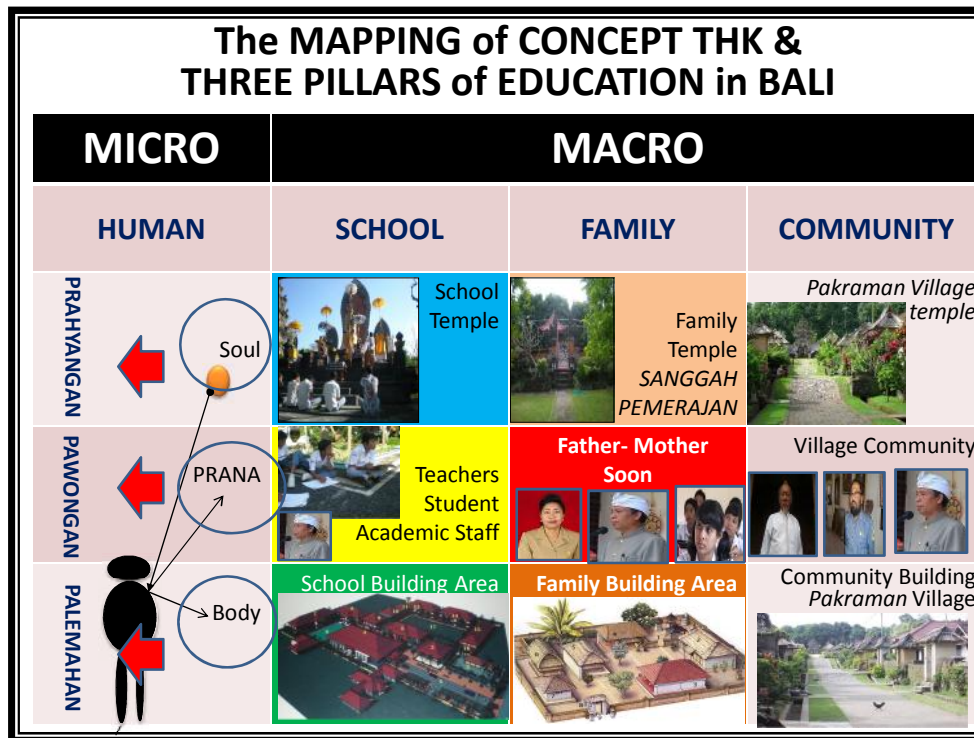 The MAPPING of CONCEPT THK &
THREE PILLARS of EDUCATION in BALI
MICRO
MACRO
HUMAN
SCHOOL
FAMILY
COMMUNITY
PRAHYANGAN
Soul
School
Temple
Family
Temple
SANGGAH
PEMERAJAN
Pakraman Village
temple
PAWONGAN
PRANA
Teachers
Student
Academic Staff
Father- Mother
Soon
Village Community
PALEMAHAN
Body
School Building Area
Family Building Area
Community Building
Pakraman Village